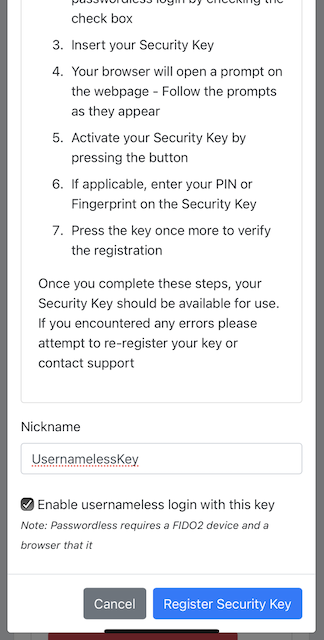 passwordless login by checking the
check box
3. Insert your Security Key
4. Your browser will open a prompt on
the webpage - Follow the prompts
as they appear
5. Activate your Security Key by
pressing the button
6. If applicable, enter your PIN or
Fingerprint on the Security Key
7. Press the key once more to verify
the registration
Once you complete these steps, your
Security Key should be available for use.
If you encountered any errors please
attempt to re-register your key or
contact support
Nickname
UsernamelessKey
Enable usernameless login with this key
Note: Passwordless requires a FIDO2 device and a
browser that it
Cancel
Register Security Key